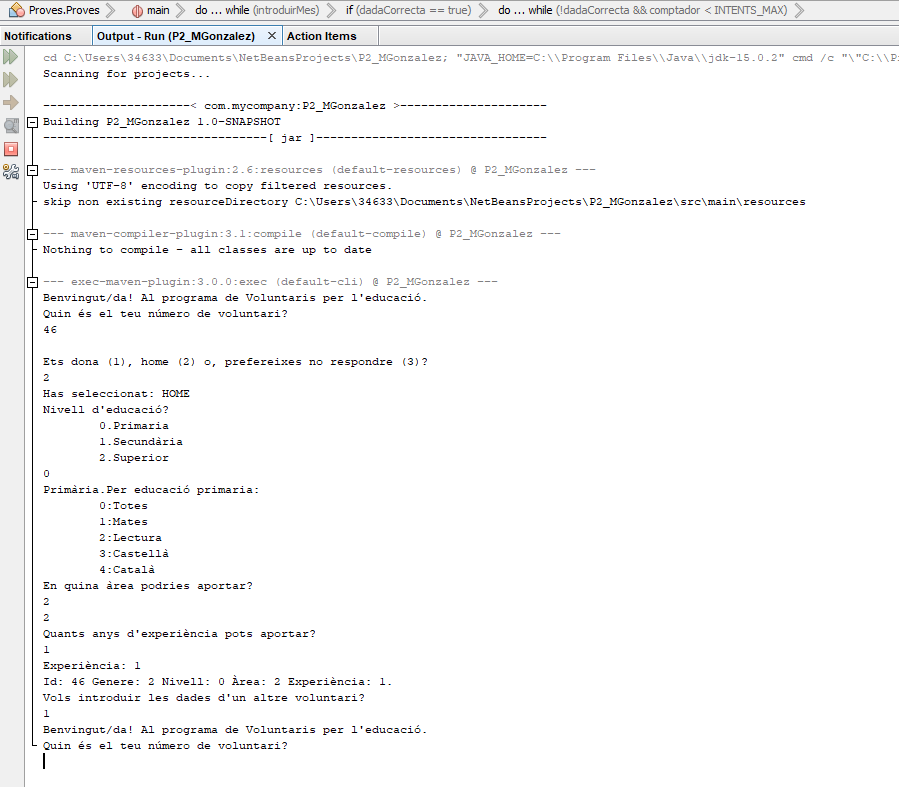 Proves.Proves main do ... while (introduirMes) if (dadaCorrecta == true) do ... while (!dadaCorrecta && comptador < INTENTS_MAX)
Notifications Output - Run (P2_MGonzalez) × Action Items
cd C:\Users\34633\Documents\NetBeansProjects\P2_MGonzalez; "JAVA_HOME=C:\\Program Files\\Java\\jdk-15.0.2" cmd /c "\"C:\\P
Scanning for projects...
---------------------< com.mycompany:P2_MGonzalez >---------------------
Building P2_MGonzalez 1.0-SNAPSHOT
--------------------------------[ jar ]---------------------------------
--- maven-resources-plugin:2.6:resources (default-resources) @ P2_MGonzalez ---
Using 'UTF-8' encoding to copy filtered resources.
skip non existing resourceDirectory C:\Users\34633\Documents\NetBeansProjects\P2_MGonzalez\src\main\resources
--- maven-compiler-plugin:3.1:compile (default-compile) @ P2_MGonzalez ---
Nothing to compile - all classes are up to date
--- exec-maven-plugin:3.0.0:exec (default-cli) @ P2_MGonzalez ---
Benvingut/da! Al programa de Voluntaris per l'educació.
Quin és el teu número de voluntari?
46
Ets dona (1), home (2) o, prefereixes no respondre (3)?
2
Has seleccionat: HOME
Nivell d'educació?
0.Primaria
1.Secundària
2.Superior
0
Primària.Per educació primaria:
0:Totes
1:Mates
2:Lectura
3:Castellà
4:Català
En quina àrea podries aportar?
2
2
Quants anys d'experiència pots aportar?
1
Experiència: 1
Id: 46 Genere: 2 Nivell: 0 Àrea: 2 Experiència: 1.
Vols introduir les dades d'un altre voluntari?
1
Benvingut/da! Al programa de Voluntaris per l'educació.
Quin és el teu número de voluntari?